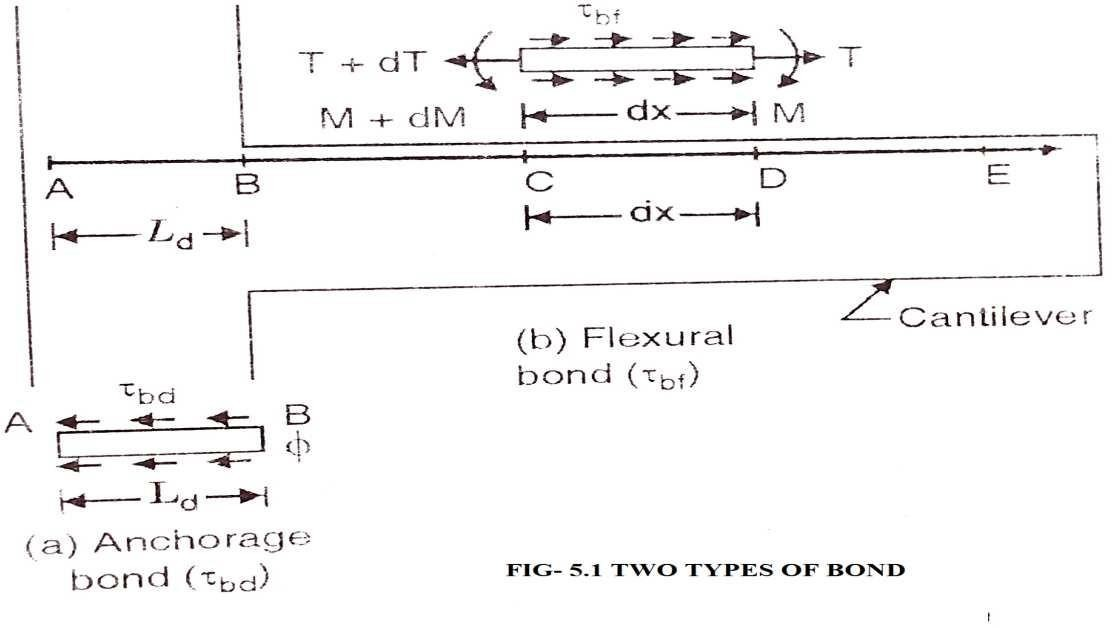 τbf
T + dT
T
M + dM
dx
M
A
B
C
D
E
Ld
dx
Cantilever
(b) Flexural
bond (τbf)
τbd
A
B
ϕ
Ld
(a) Anchorage
bond (τbd)
FIG- 5.1 TWO TYPES OF BOND